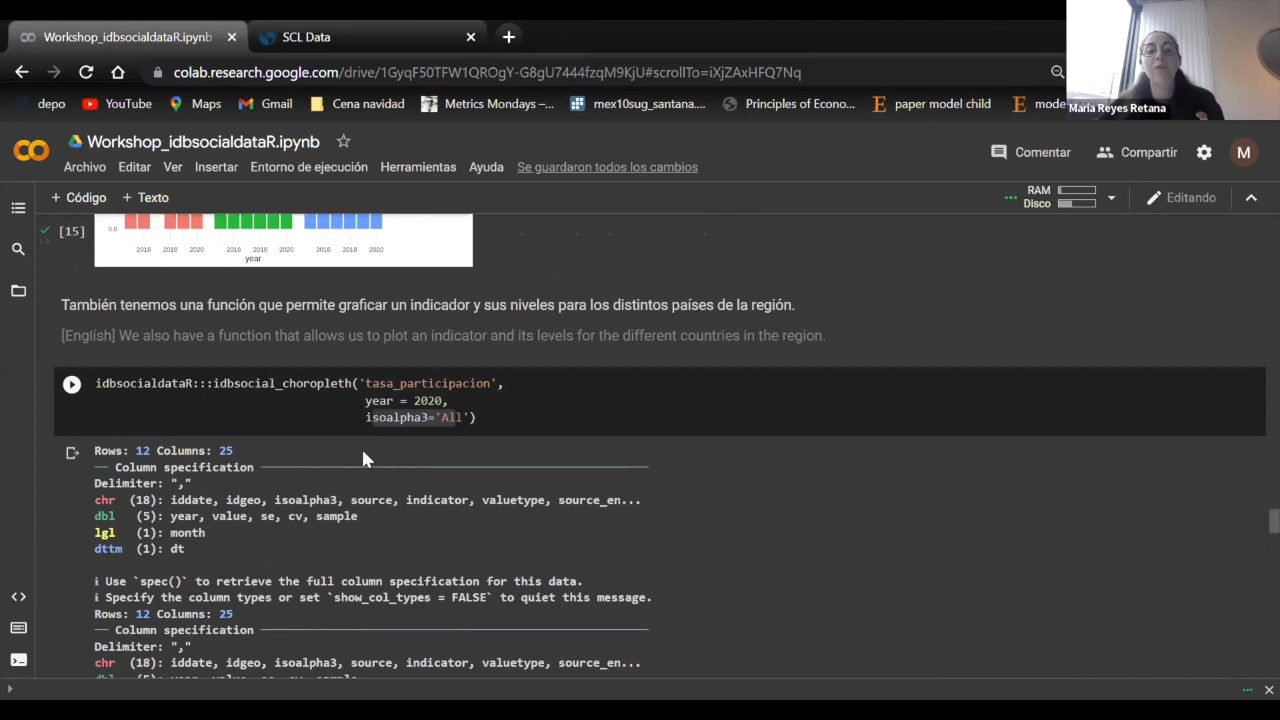 Workshop_idbsocialdataR.ipynb
SCL Data
colab.research.google.com/drive/1GyqF50TFW1QROgY-G8gU7444fzqM9KjU#scrollTo=iXjZAxHFQ7Nq
depo
YouTube
Maps
Gmail
Cena navidad
Metrics Mondays –...
mex10sug_santana....
Principles of Econo...
paper model child
mode
María Reyes Retana
Workshop_idbsocialdataR.ipynb
Archivo Editar Ver Insertar Entorno de ejecución Herramientas Ayuda Se guardaron todos los cambios
Comentar
Compartir
M
+ Código + Texto
RAM
Disco
Editando
[15]
0.0
2016 2018 2020 2016 2018 2020 2016 2018 2020
year
También tenemos una función que permite graficar un indicador y sus niveles para los distintos países de la región.
[English] We also have a function that allows us to plot an indicator and its levels for the different countries in the region.
idbsocialdataR:::idbsocial_choropleth('tasa_participacion',
year = 2020,
isoalpha3='All')
Rows: 12 Columns: 25
── Column specification ──
Delimiter: ","
chr (18): iddate, idgeo, isoalpha3, source, indicator, valuetype, source_en...
dbl (5): year, value, se, cv, sample
lgl (1): month
dttm (1): dt
ℹ Use `spec()` to retrieve the full column specification for this data.
ℹ Specify the column types or set `show_col_types = FALSE` to quiet this message.
Rows: 12 Columns: 25
── Column specification ──
Delimiter: ","
chr (18): iddate, idgeo, isoalpha3, source, indicator, valuetype, source_en...